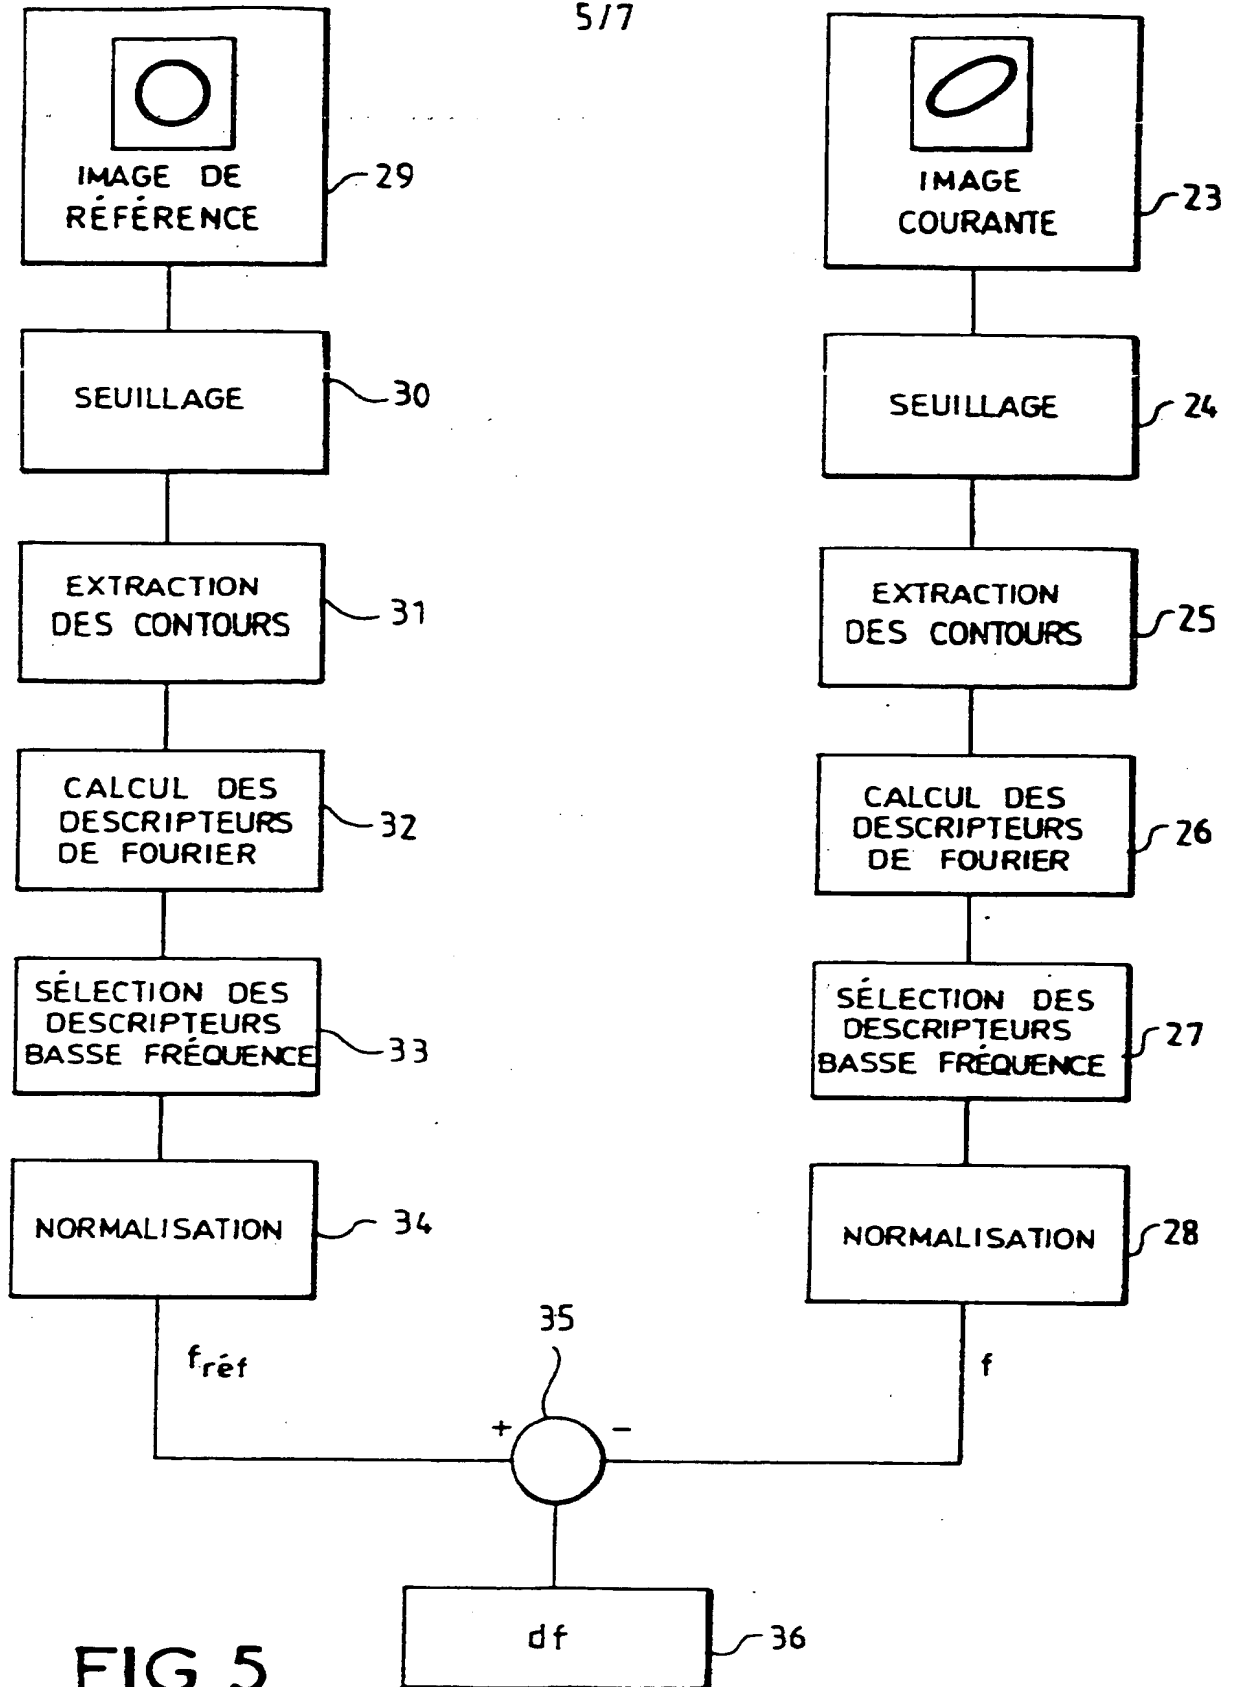 5/7
IMAGE DE
RÉFÉRENCE
29
SEUILLAGE
30
EXTRACTION
DES CONTOURS
31
CALCUL DES
DESCRIPTEURS
DE FOURIER
32
SÉLECTION DES
DESCRIPTEURS
BASSE FRÉQUENCE
33
NORMALISATION
34
fréf
IMAGE
COURANTE
23
SEUILLAGE
24
EXTRACTION
DES CONTOURS
25
CALCUL DES
DESCRIPTEURS
DE FOURIER
26
SÉLECTION DES
DESCRIPTEURS
BASSE FRÉQUENCE
27
NORMALISATION
28
f
35
+ −
df
36
FIG 5